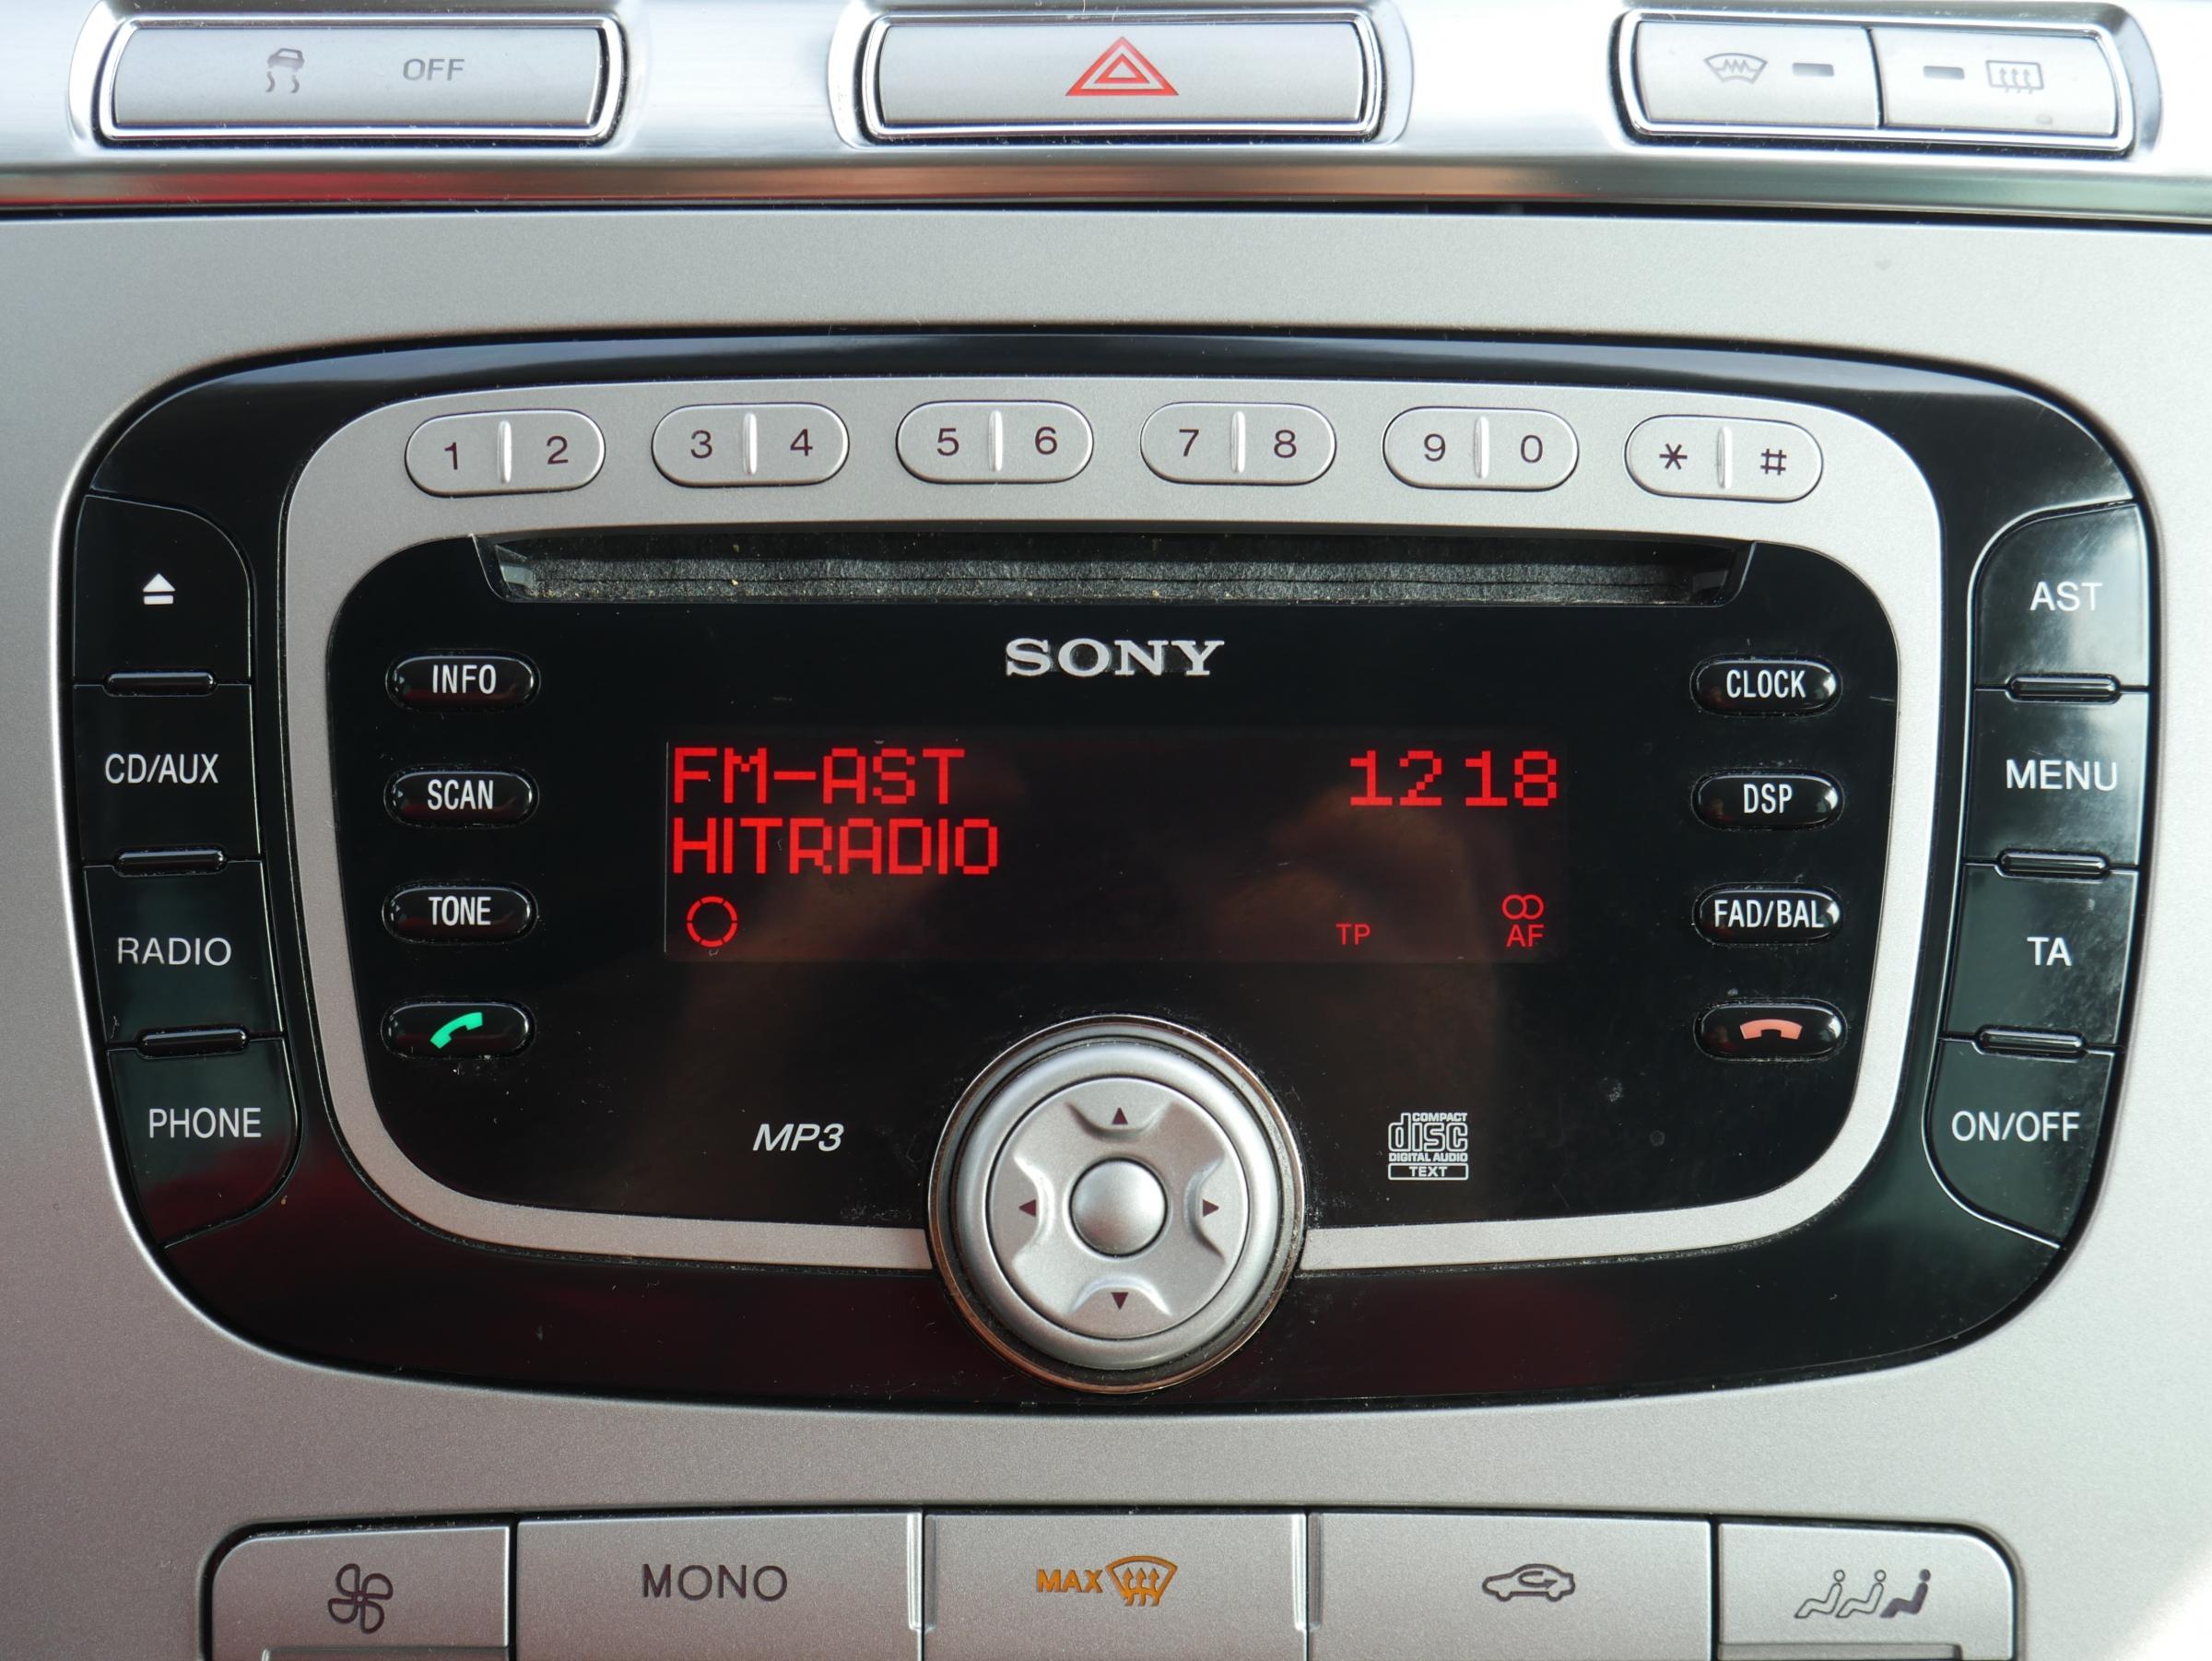 OFF
1 2 3 4 5 6 7 8 9 0 * #
SONY
INFO
CLOCK
AST
CD/AUX
SCAN
FM-AST 12 18
DSP
MENU
HITRADIO
RADIO
TONE
TP
AF
FAD/BAL
TA
PHONE
MP3
COMPACT
disc
DIGITAL AUDIO
TEXT
ON/OFF
MONO
MAX